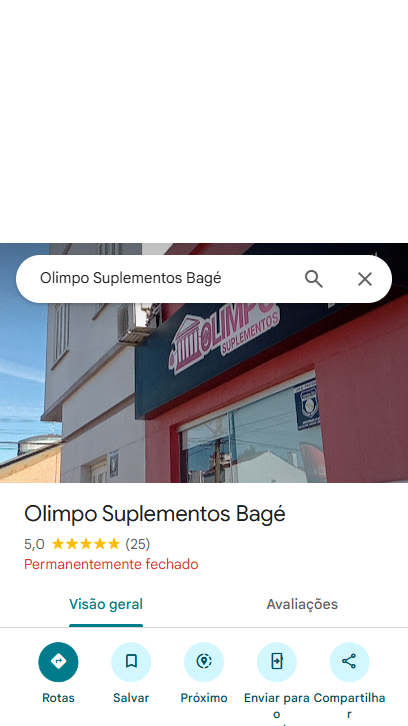 Olimpo Suplementos Bagé
OLIMPO
SUPLEMENTOS
Olimpo Suplementos Bagé
5,0 ★★★★★ (25)
Permanentemente fechado
Visão geral Avaliações
Rotas Salvar Próximo Enviar para o Compartilhar